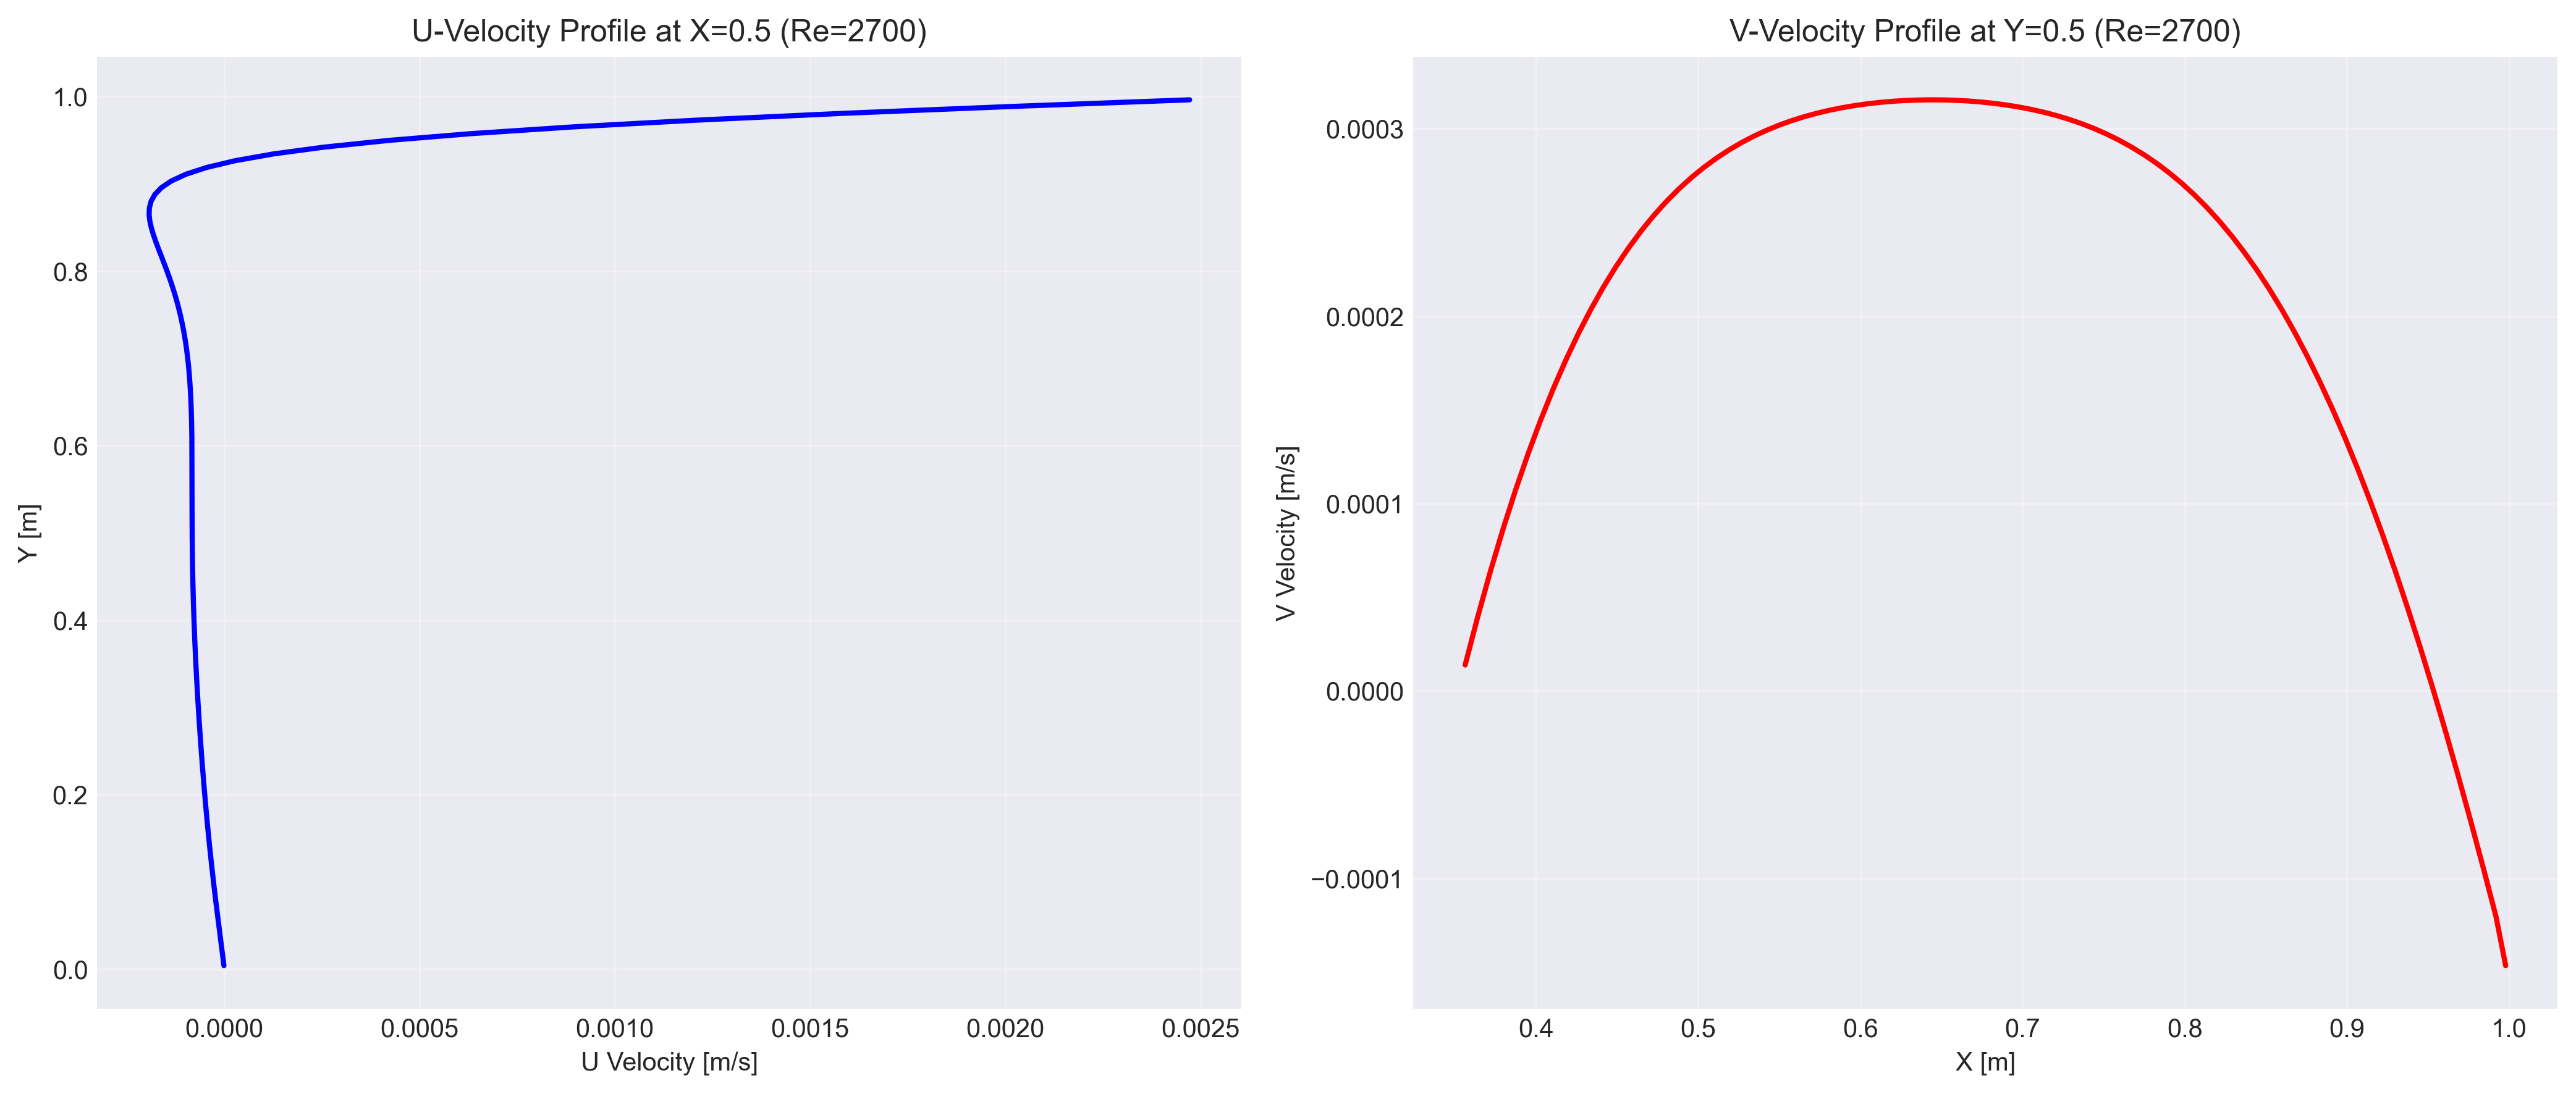 U-Velocity Profile at X=0.5 (Re=2700)
1.0
0.8
0.6
0.4
0.2
0.0
Y [m]
0.0000 0.0005 0.0010 0.0015 0.0020 0.0025
U Velocity [m/s]
V-Velocity Profile at Y=0.5 (Re=2700)
0.0003
0.0002
0.0001
0.0000
−0.0001
V Velocity [m/s]
0.4 0.5 0.6 0.7 0.8 0.9 1.0
X [m]